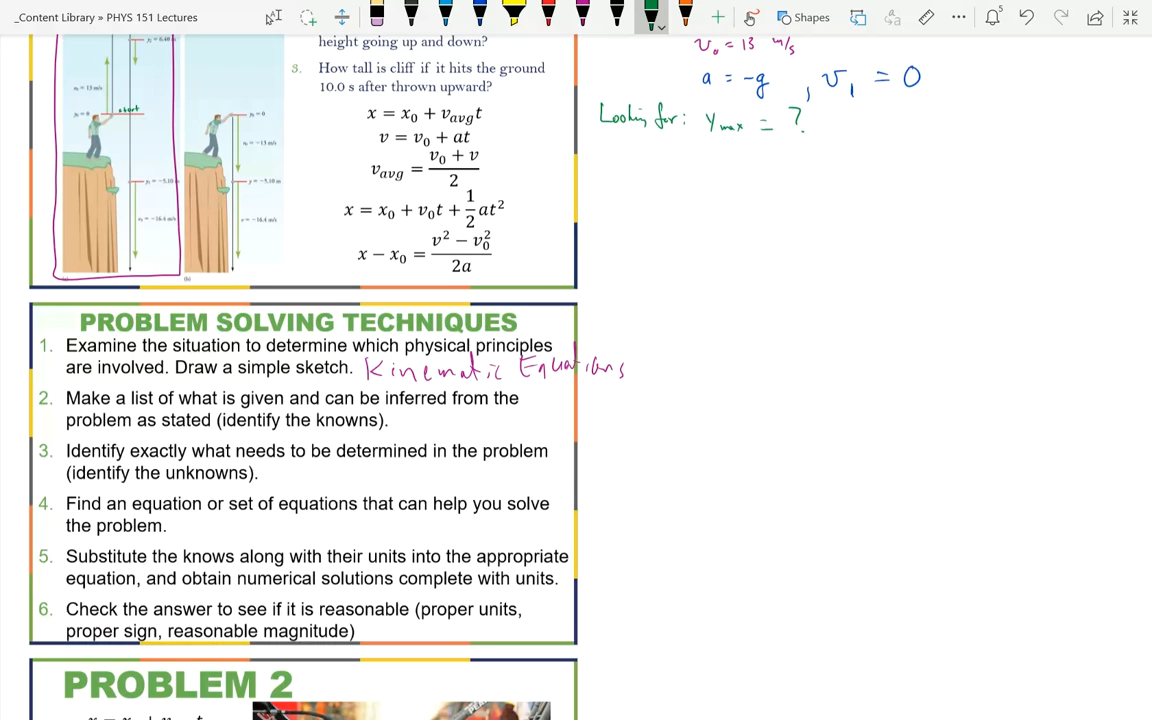 _Content Library » PHYS 151 Lectures
Shapes
5
height going up and down?
3. How tall is cliff if it hits the ground
10.0 s after thrown upward?
x = x₀ + v_avg t
v = v₀ + at
v_avg = (v₀ + v)/2
x = x₀ + v₀t + 1/2 at²
x − x₀ = (v² − v₀²)/2a
start
v₀ = 13 m/s
a = -g , v₁ = 0
Looking for: y max = ?
PROBLEM SOLVING TECHNIQUES
1. Examine the situation to determine which physical principles
are involved. Draw a simple sketch. Kinematic Equations
2. Make a list of what is given and can be inferred from the
problem as stated (identify the knowns).
3. Identify exactly what needs to be determined in the problem
(identify the unknowns).
4. Find an equation or set of equations that can help you solve
the problem.
5. Substitute the knows along with their units into the appropriate
equation, and obtain numerical solutions complete with units.
6. Check the answer to see if it is reasonable (proper units,
proper sign, reasonable magnitude)
PROBLEM 2